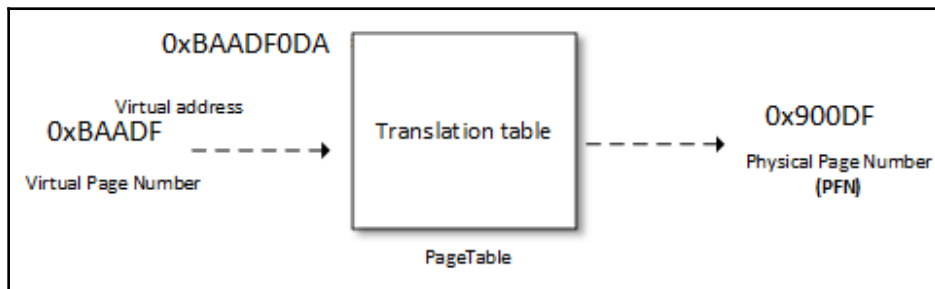 0xBAADF0DA
Virtual address
0xBAADF
Virtual Page Number
Translation table
PageTable
0x900DF
Physical Page Number
(PFN)